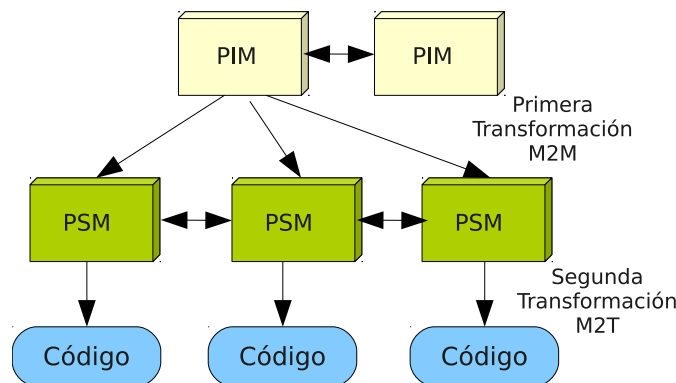 PIM
PIM
Primera
Transformación
M2M
PSM
PSM
PSM
Segunda
Transformación
M2T
Código
Código
Código